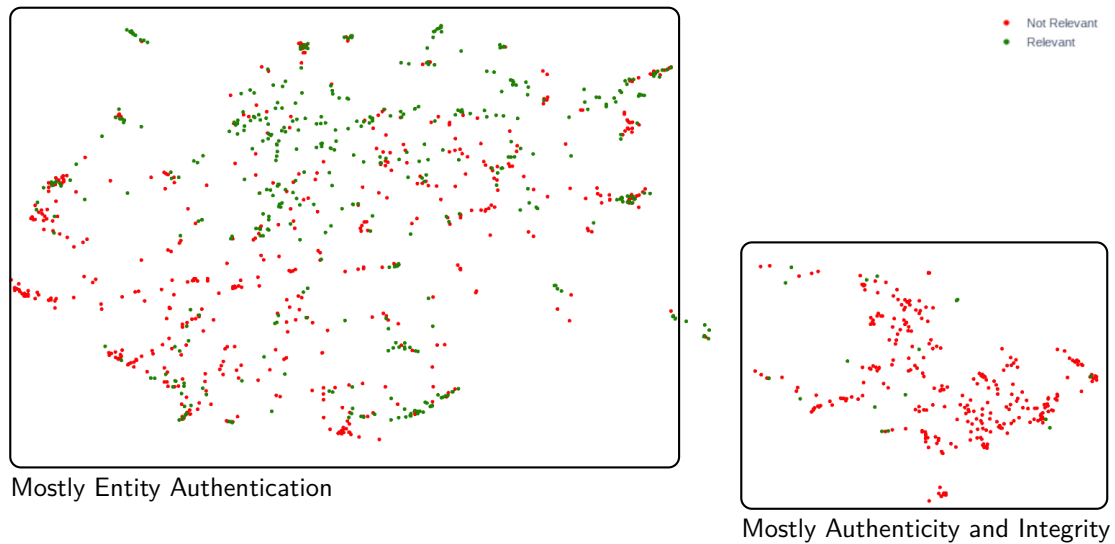 Not Relevant
Relevant
Mostly Entity Authentication
Mostly Authenticity and Integrity